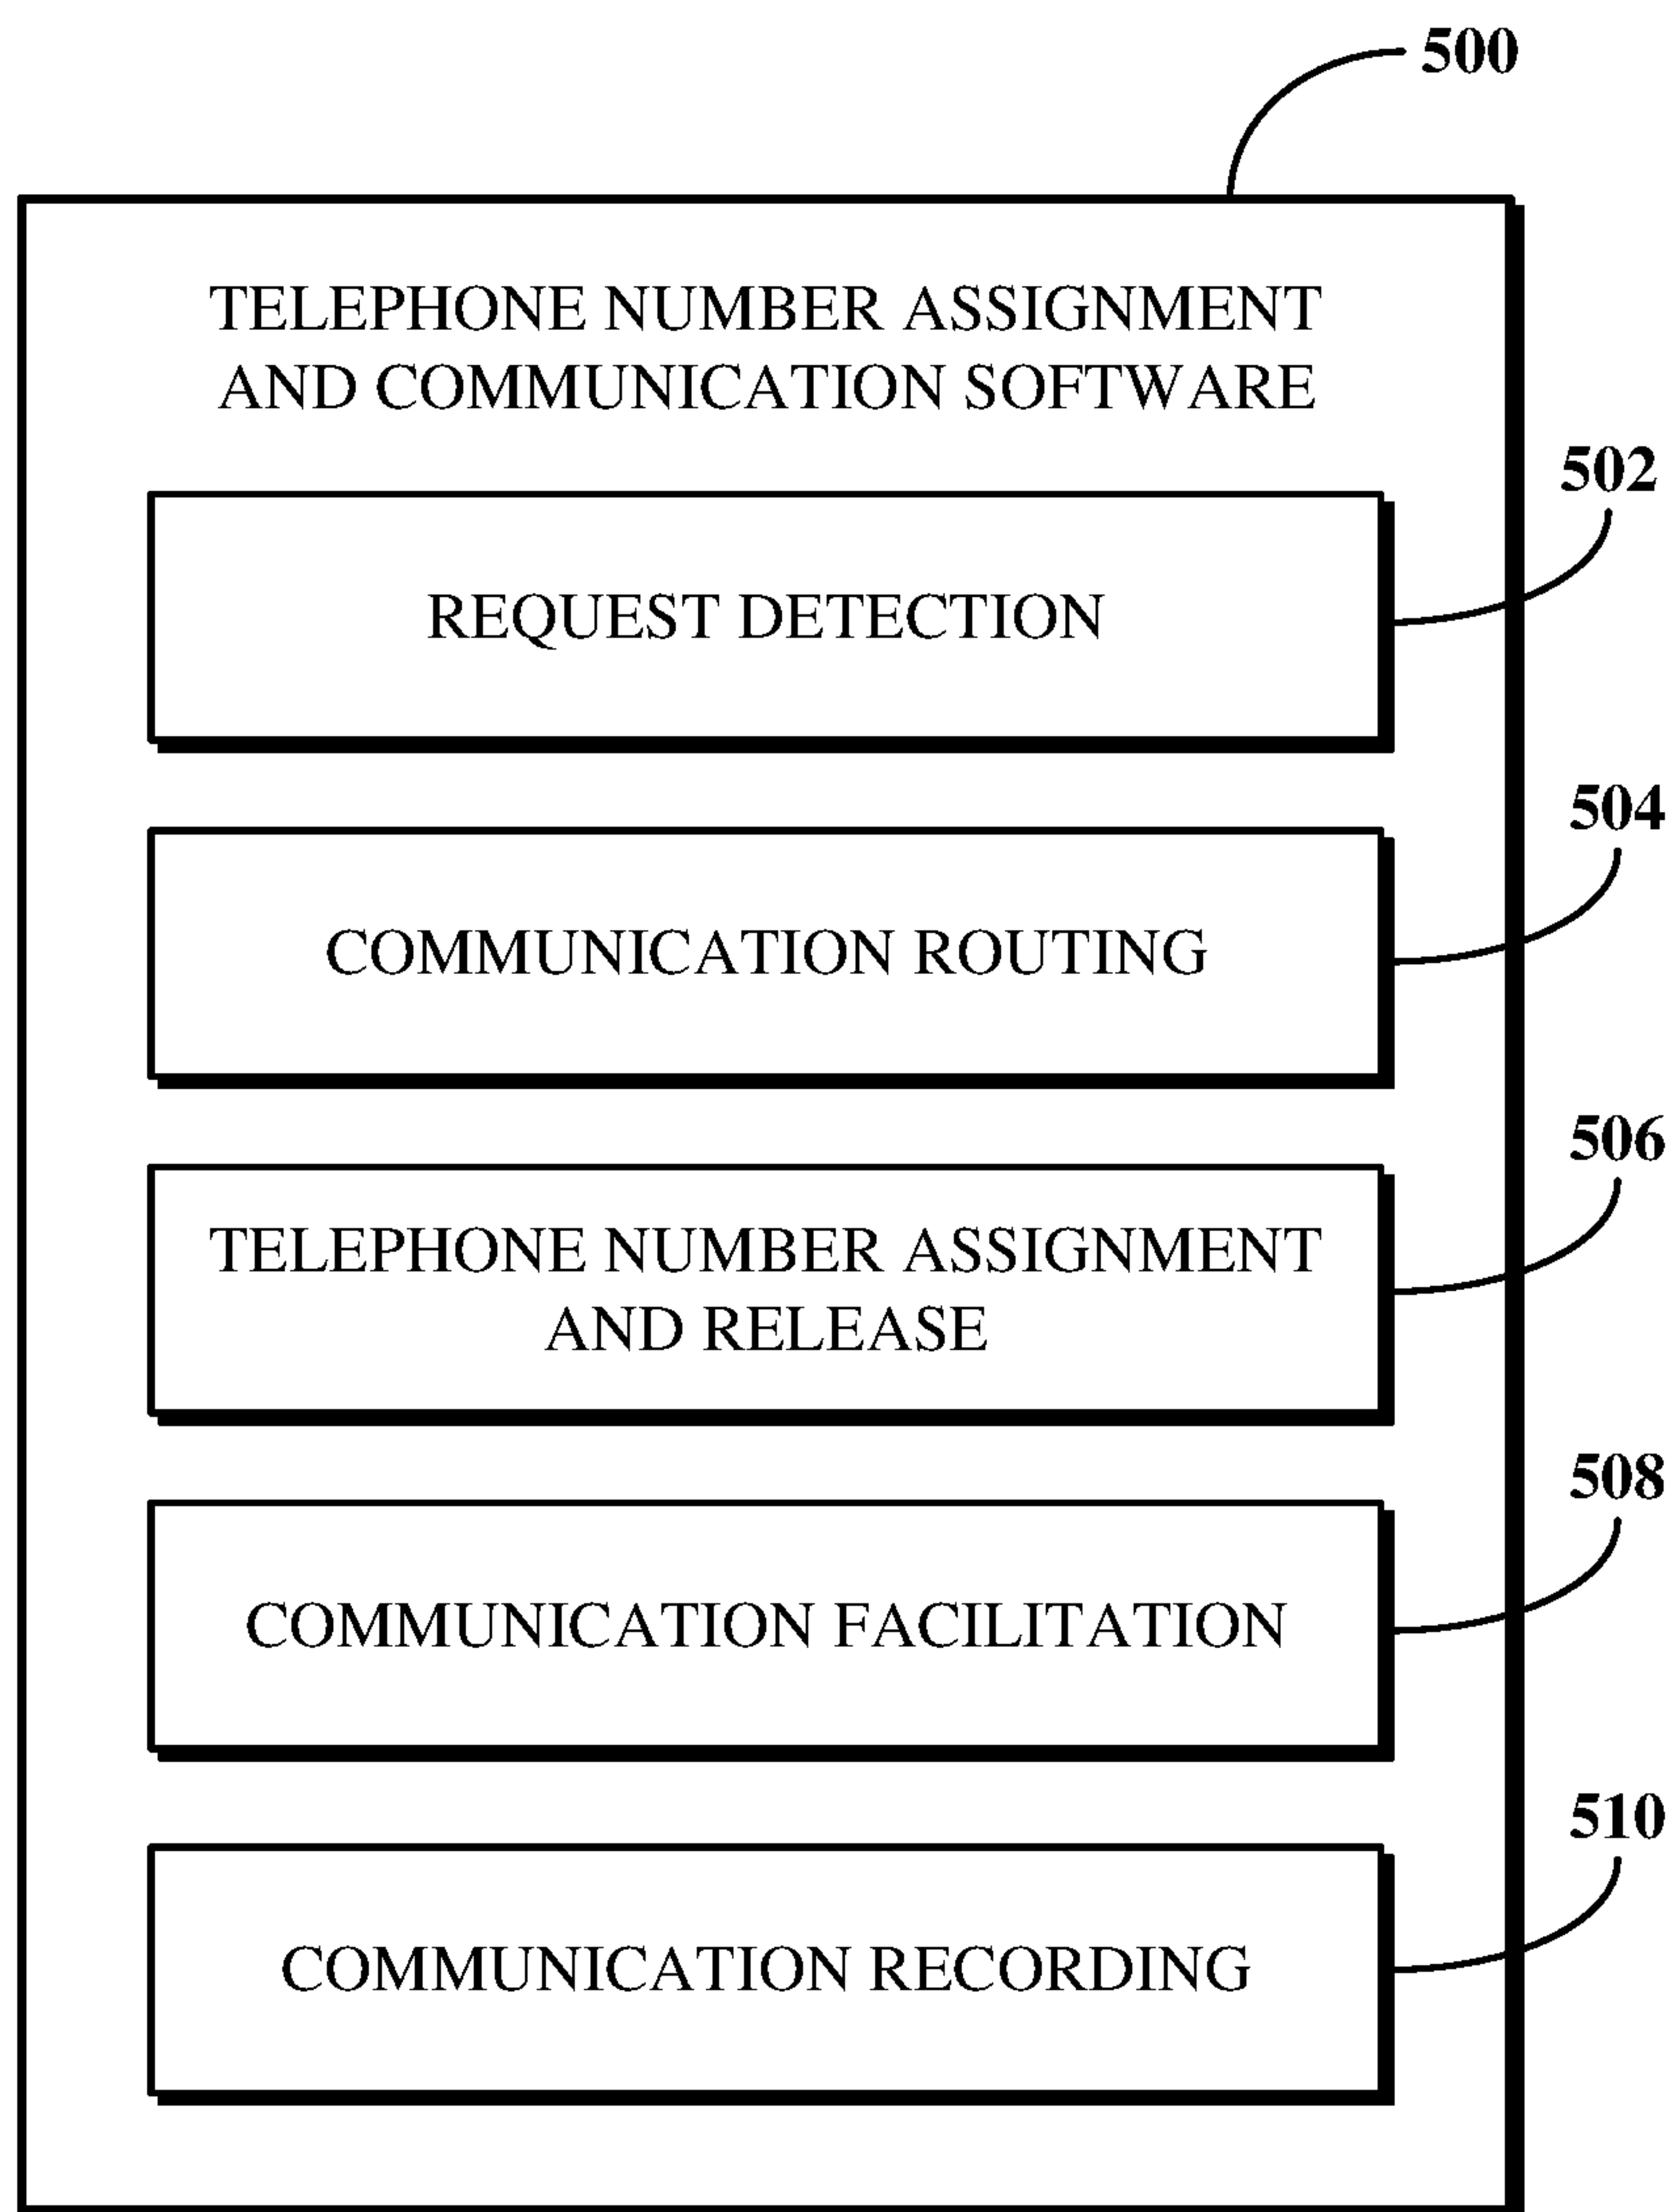 500
TELEPHONE NUMBER ASSIGNMENT
AND COMMUNICATION SOFTWARE
502
REQUEST DETECTION
504
COMMUNICATION ROUTING
506
TELEPHONE NUMBER ASSIGNMENT
AND RELEASE
508
COMMUNICATION FACILITATION
510
COMMUNICATION RECORDING